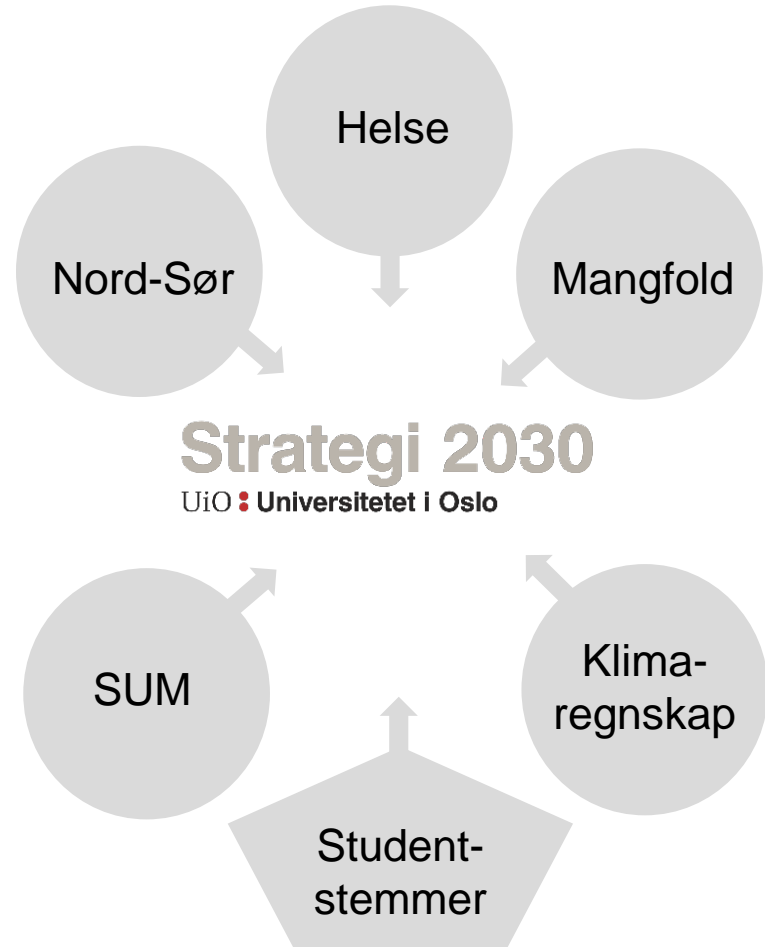 Helse
Nord-Sør
Mangfold
Strategi 2030
UiO : Universitetet i Oslo
SUM
Klima-
regnskap
Student-
stemmer